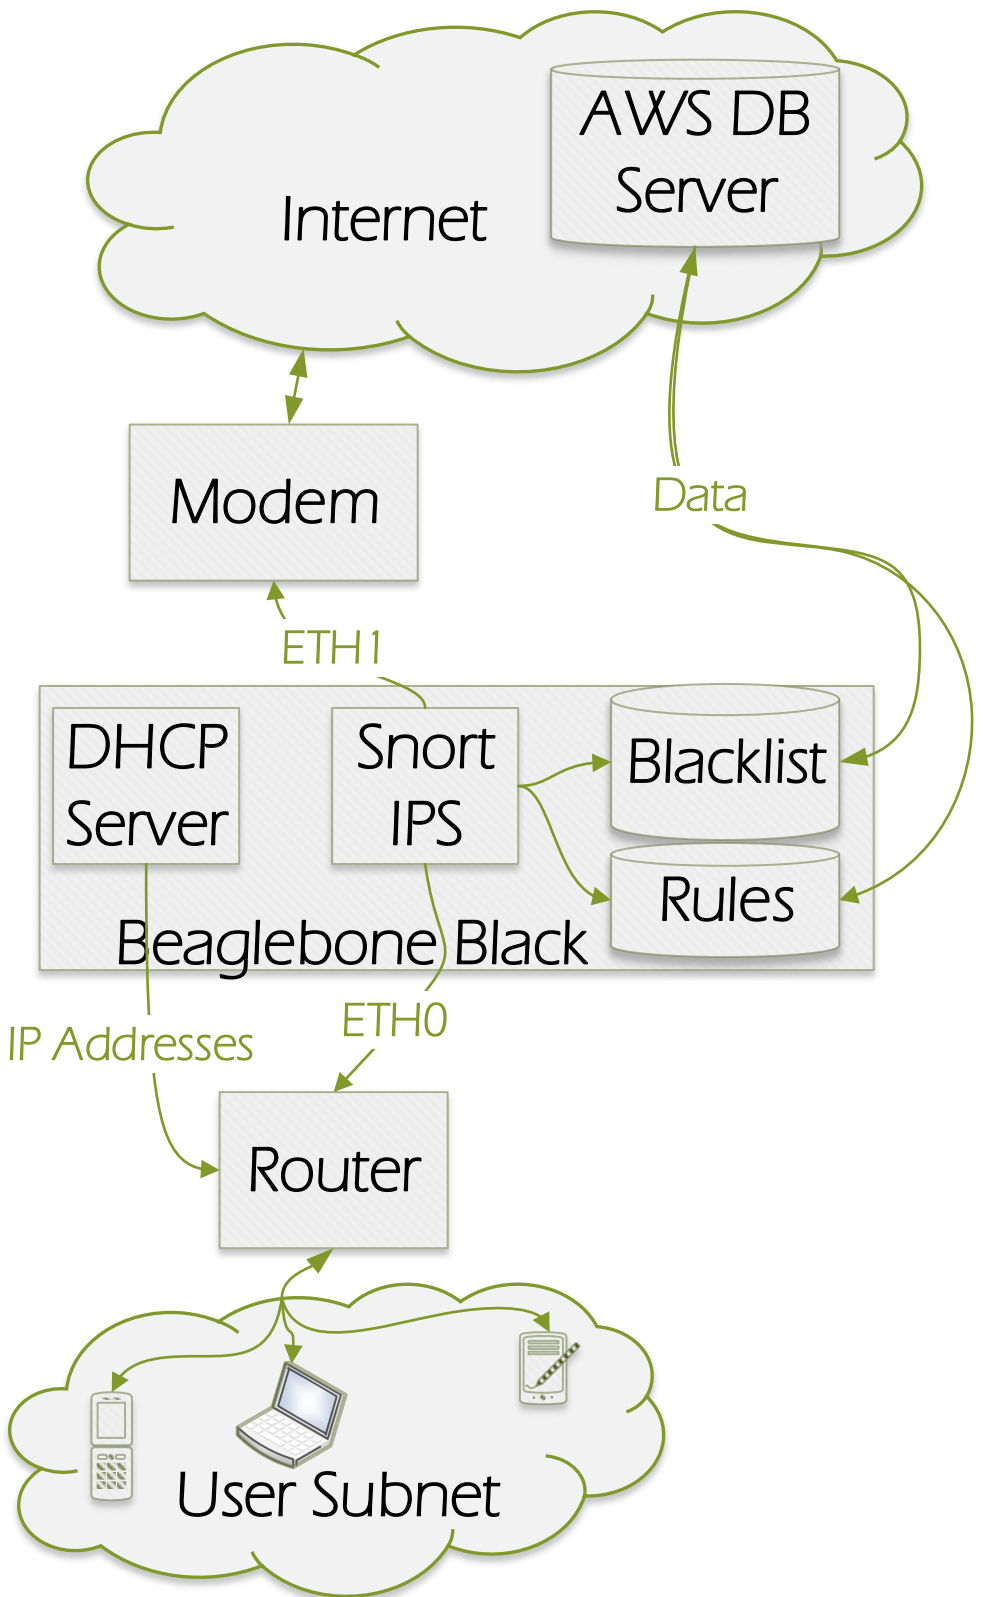 AWS DB
Server
Internet
Modem
Data
ETH1
DHCP
Server
Snort
IPS
Blacklist
Rules
Beaglebone Black
ETH0
IP Addresses
Router
User Subnet